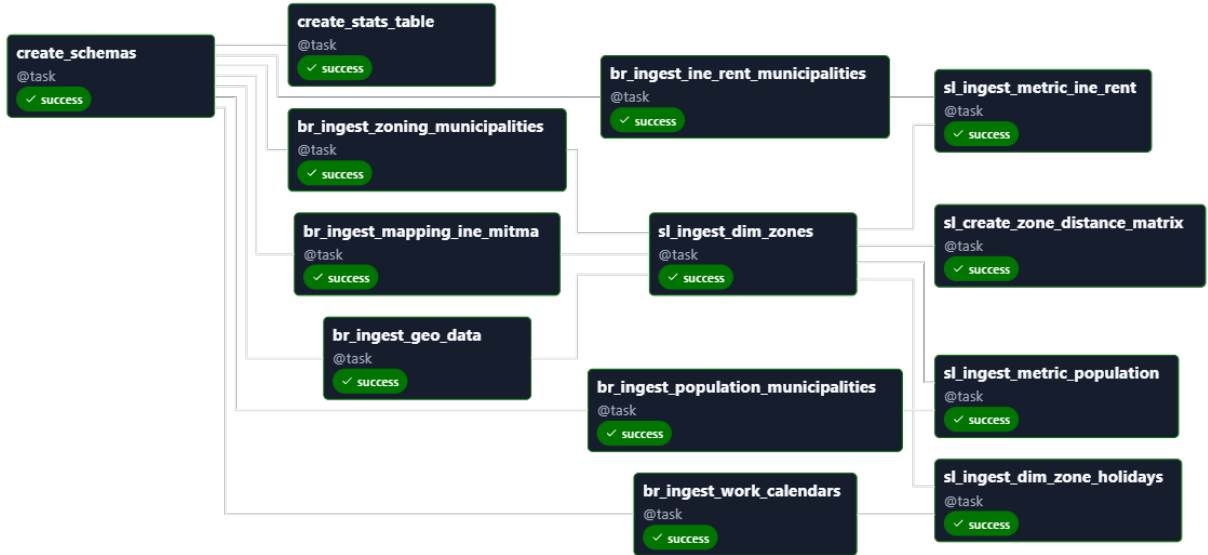 create_schemas
@task
✓ success
create_stats_table
@task
✓ success
br_ingest_zoning_municipalities
@task
✓ success
br_ingest_mapping_ine_mitma
@task
✓ success
br_ingest_geo_data
@task
✓ success
br_ingest_ine_rent_municipalities
@task
✓ success
sl_ingest_dim_zones
@task
✓ success
br_ingest_population_municipalities
@task
✓ success
br_ingest_work_calendars
@task
✓ success
sl_ingest_metric_ine_rent
@task
✓ success
sl_create_zone_distance_matrix
@task
✓ success
sl_ingest_metric_population
@task
✓ success
sl_ingest_dim_zone_holidays
@task
✓ success